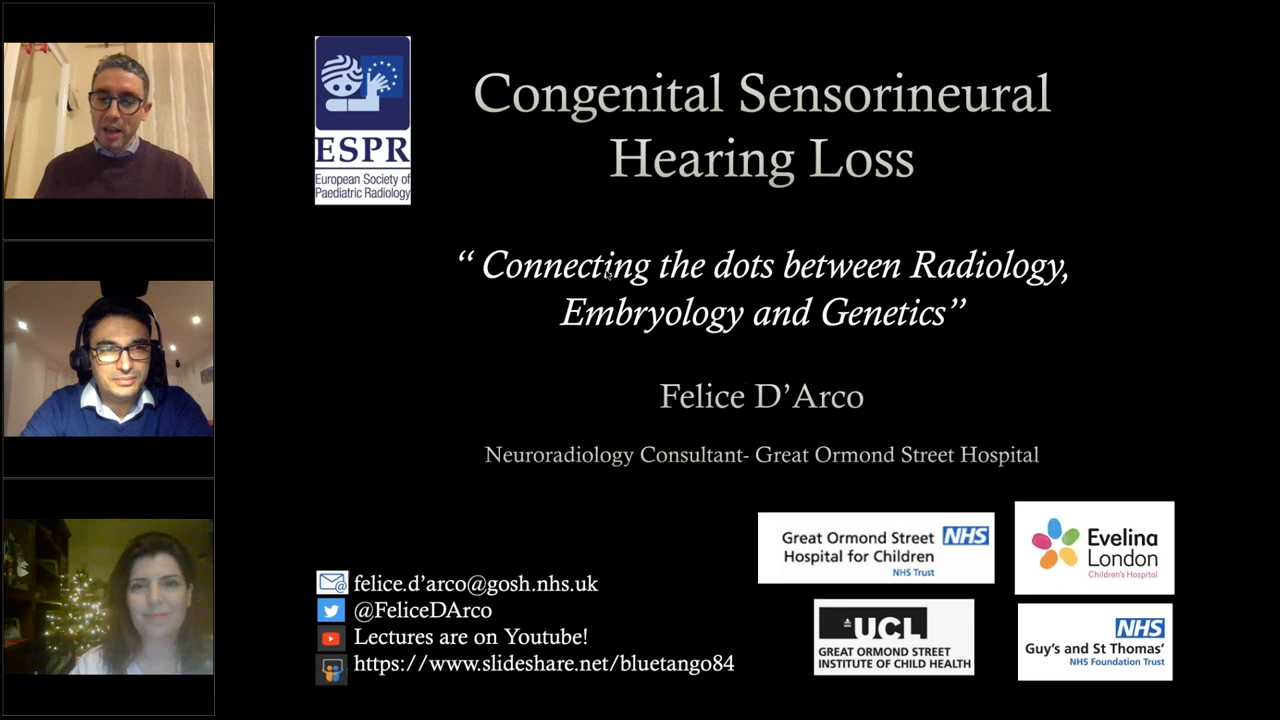 Congenital Sensorineural
Hearing Loss
ESPR
European Society of
Paediatric Radiology
“ Connecting the dots between Radiology,
Embryology and Genetics”
Felice D’Arco
Neuroradiology Consultant- Great Ormond Street Hospital
Great Ormond Street NHS
Hospital for Children
NHS Trust
Evelina
London
Children's Hospital
felice.d’arco@gosh.nhs.uk
@FeliceDArco
Lectures are on Youtube!
https://www.slideshare.net/bluetango84
UCL
GREAT ORMOND STREET
INSTITUTE OF CHILD HEALTH
NHS
Guy's and St Thomas'
NHS Foundation Trust